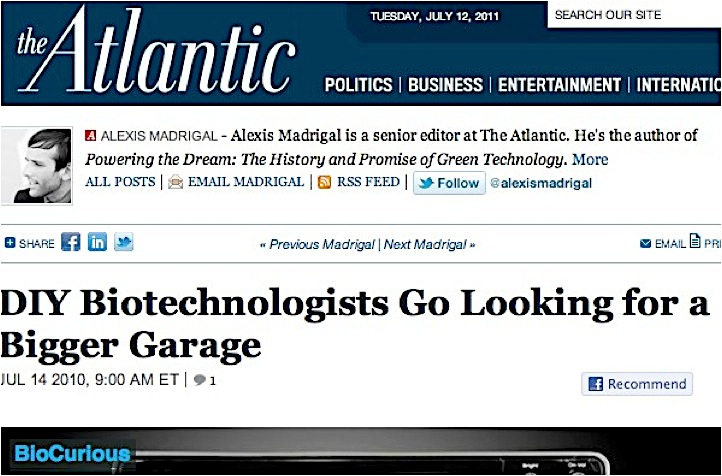 the Atlantic
TUESDAY, JULY 12, 2011
SEARCH OUR SITE
POLITICS | BUSINESS | ENTERTAINMENT | INTERNATIO
A ALEXIS MADRIGAL - Alexis Madrigal is a senior editor at The Atlantic. He's the author of
Powering the Dream: The History and Promise of Green Technology. More
ALL POSTS | EMAIL MADRIGAL | RSS FEED | Follow @alexismadrigal
SHARE
« Previous Madrigal | Next Madrigal »
EMAIL PRI
DIY Biotechnologists Go Looking for a
Bigger Garage
JUL 14 2010, 9:00 AM ET | 1
Recommend
BioCurious
Bright